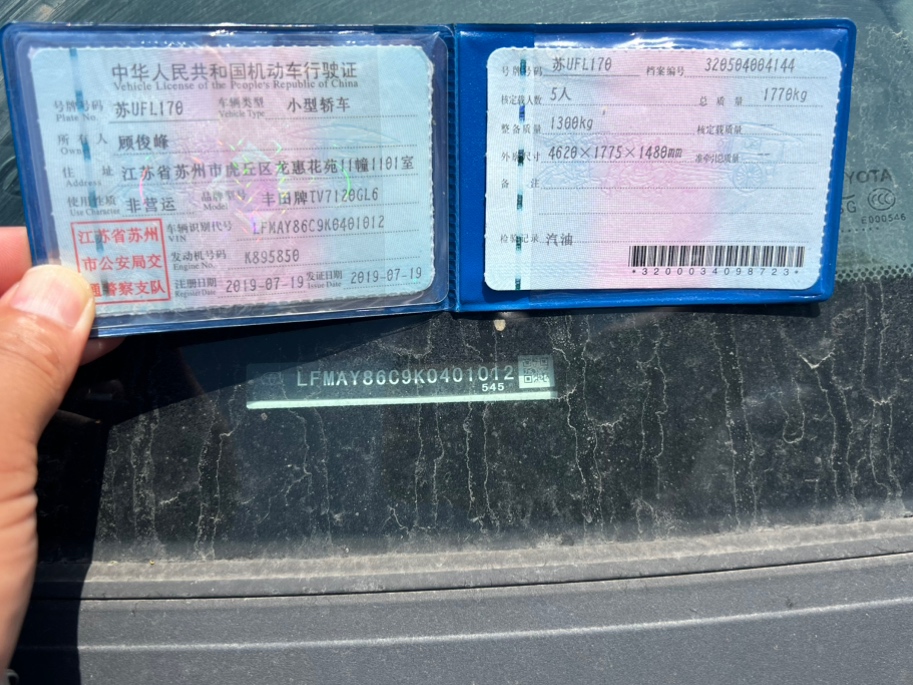 中华人民共和国机动车行驶证
Vehicle License of the People's Republic of China
号牌号码 苏UFL170 车辆类型 小型轿车
Plate No. Vehicle Type
所有人 顾俊峰
Owner
住址 江苏省苏州市虎丘区龙惠花苑11幢1101室
Address
使用性质 非营运 品牌型号 丰田牌TV7120GL6
Use Character Model
江苏省苏州
市公安局交
通警察支队
车辆识别代号 LFMAY86C9K0401012
VIN
发动机号码 K895850
Engine No.
注册日期 2019-07-19 发证日期 2019-07-19
Register Date Issue Date
号牌号码 苏UFL170 档案编号 320504004144
核定载人数 5人 总质量 1770kg
整备质量 1300kg 核定载质量
外廓尺寸 4620×1775×1480mm 准牵引总质量 --
备注
检验记录 汽油
*3200034098723*
LFMAY86C9K0401012
545
OYOTA
E000546